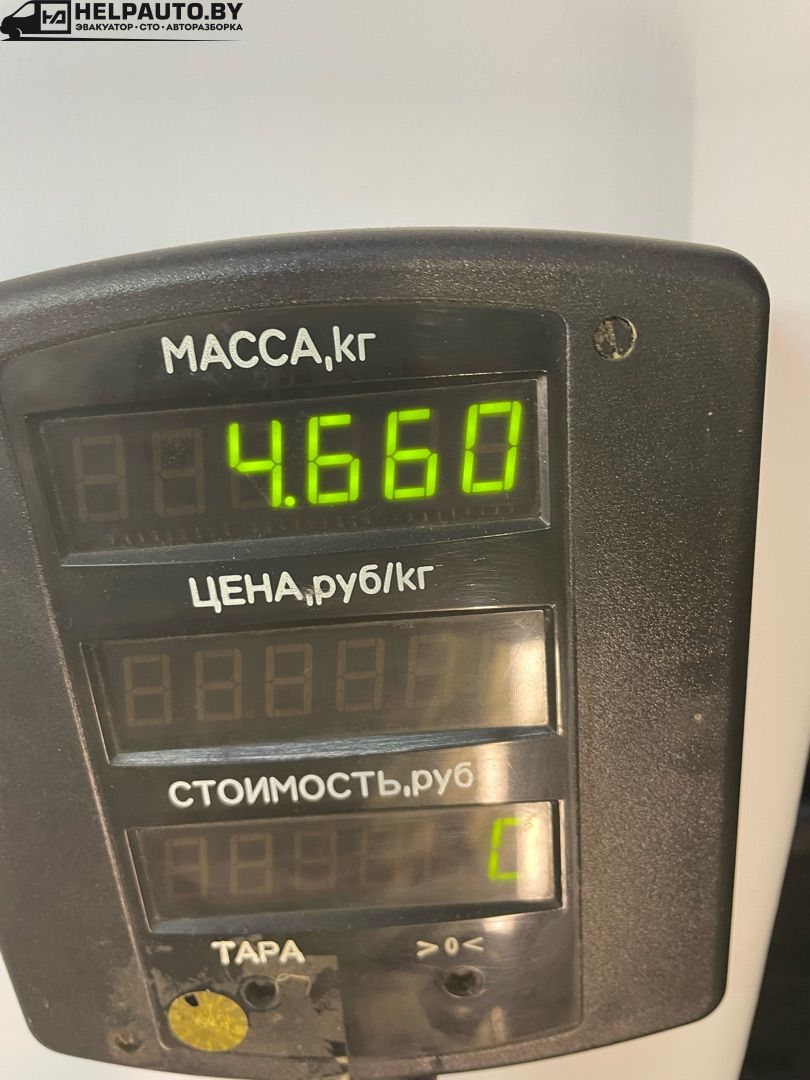 HELPAUTO.BY
ЭВАКУАТОР • СТО • АВТОРАЗБОРКА
МАССА,кг
4.660
ЦЕНА,руб/кг
СТОИМОСТЬ,руб
0
ТАРА >0<